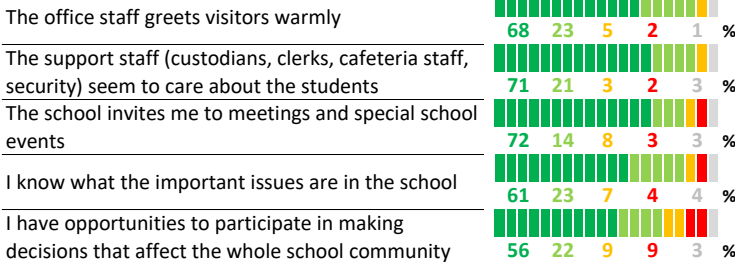 The office staff greets visitors warmly
68 23 5 2 1 %
The support staff (custodians, clerks, cafeteria staff,
security) seem to care about the students
71 21 3 2 3 %
The school invites me to meetings and special school
events
72 14 8 3 3 %
I know what the important issues are in the school
61 23 7 4 4 %
I have opportunities to participate in making
decisions that affect the whole school community
56 22 9 9 3 %